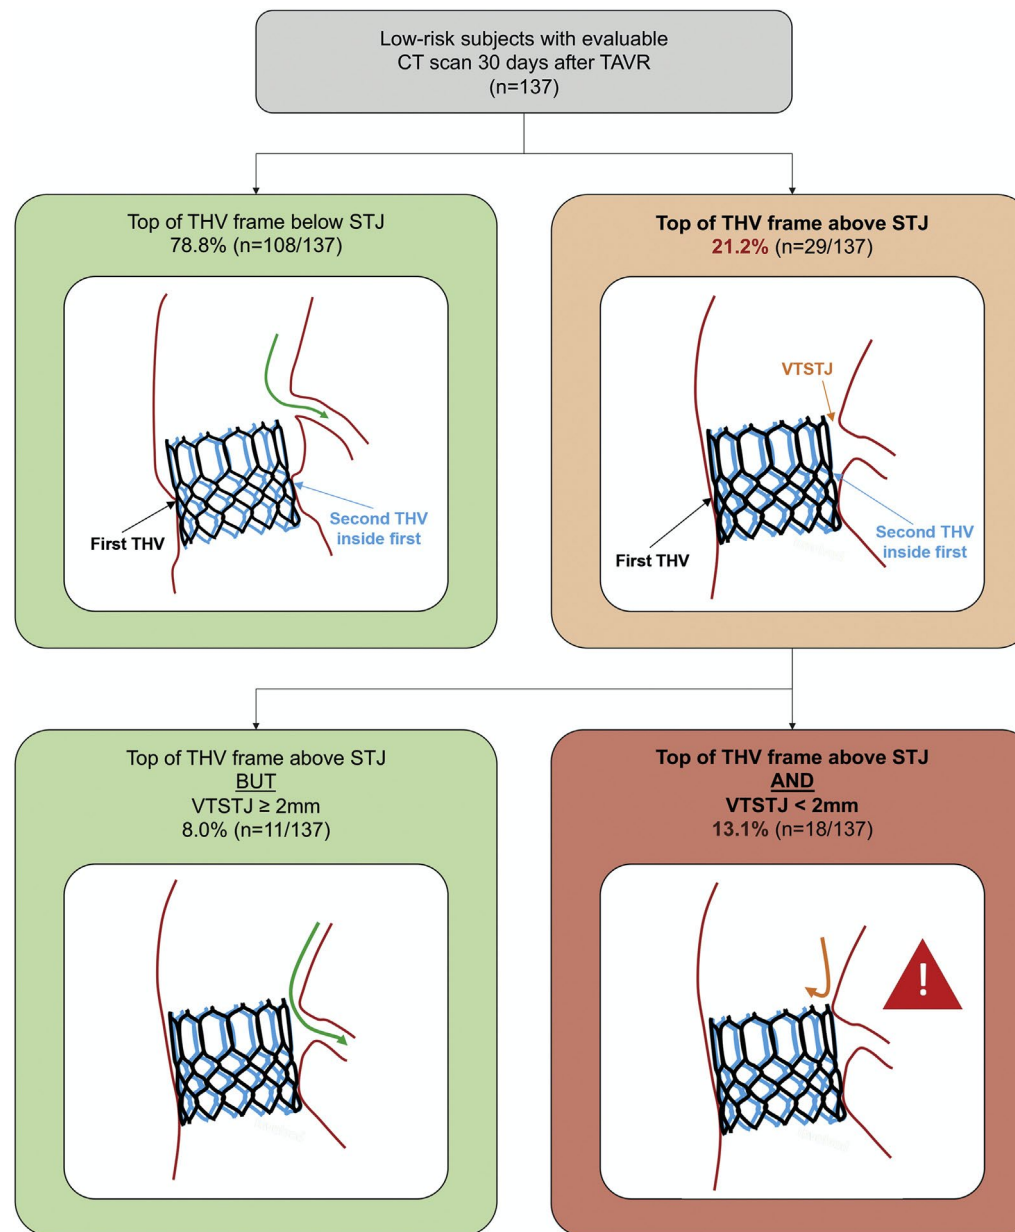 Low-risk subjects with evaluable
CT scan 30 days after TAVR
(n=137)
Top of THV frame below STJ
78.8% (n=108/137)
First THV
Second THV
inside first
Top of THV frame above STJ
21.2% (n=29/137)
VTSTJ
First THV
Second THV
inside first
Top of THV frame above STJ
BUT
VTSTJ ≥ 2mm
8.0% (n=11/137)
Top of THV frame above STJ
AND
VTSTJ < 2mm
13.1% (n=18/137)
!